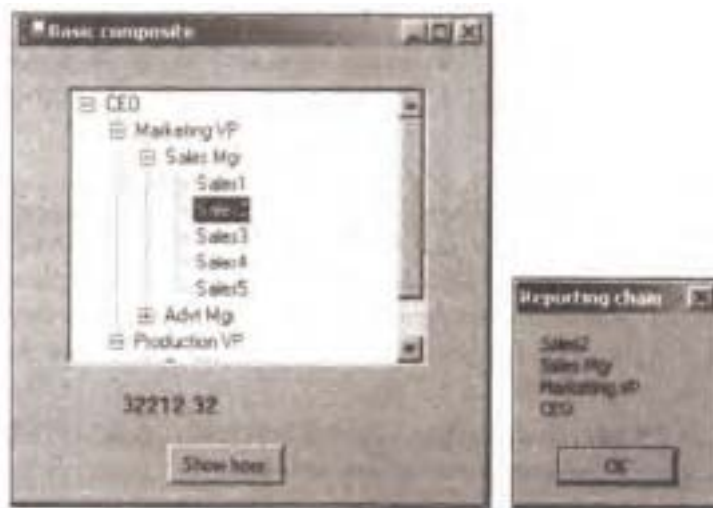 Basic composite
CEO
Marketing VP
Sales Mgr
Sales1
Sales3
Sales4
Sales5
Advt Mgr
Production VP
32212.32
Show boss
Reporting chain
Sales2
Sales Mgr
Marketing VP
CEO
OK